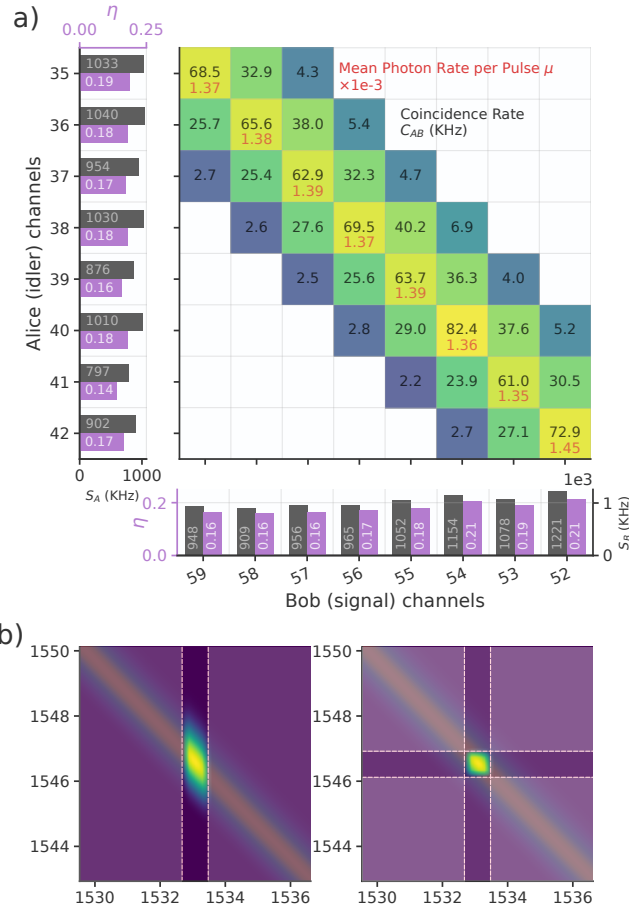 a)
η
0.00 0.25
Mean Photon Rate per Pulse μ
×1e-3
Coincidence Rate
C_AB (KHz)
Alice (idler) channels
35 1033 0.19 68.5 1.37 32.9 4.3
36 1040 0.18 25.7 65.6 1.38 38.0 5.4
37 954 0.17 2.7 25.4 62.9 1.39 32.3 4.7
38 1030 0.18 2.6 27.6 69.5 1.37 40.2 6.9
39 876 0.16 2.5 25.6 63.7 1.39 36.3 4.0
40 1010 0.18 2.8 29.0 82.4 1.36 37.6 5.2
41 797 0.14 2.2 23.9 61.0 1.35 30.5
42 902 0.17 2.7 27.1 72.9 1.45
0 1000
S_A (KHz)
1e3
η
0.2
0.0
948 0.16 909 0.16 956 0.16 965 0.17 1052 0.18 1154 0.21 1078 0.19 1221 0.21
1
0
S_B (KHz)
59 58 57 56 55 54 53 52
Bob (signal) channels
b)
1550
1548
1546
1544
1530 1532 1534 1536
1550
1548
1546
1544
1530 1532 1534 1536